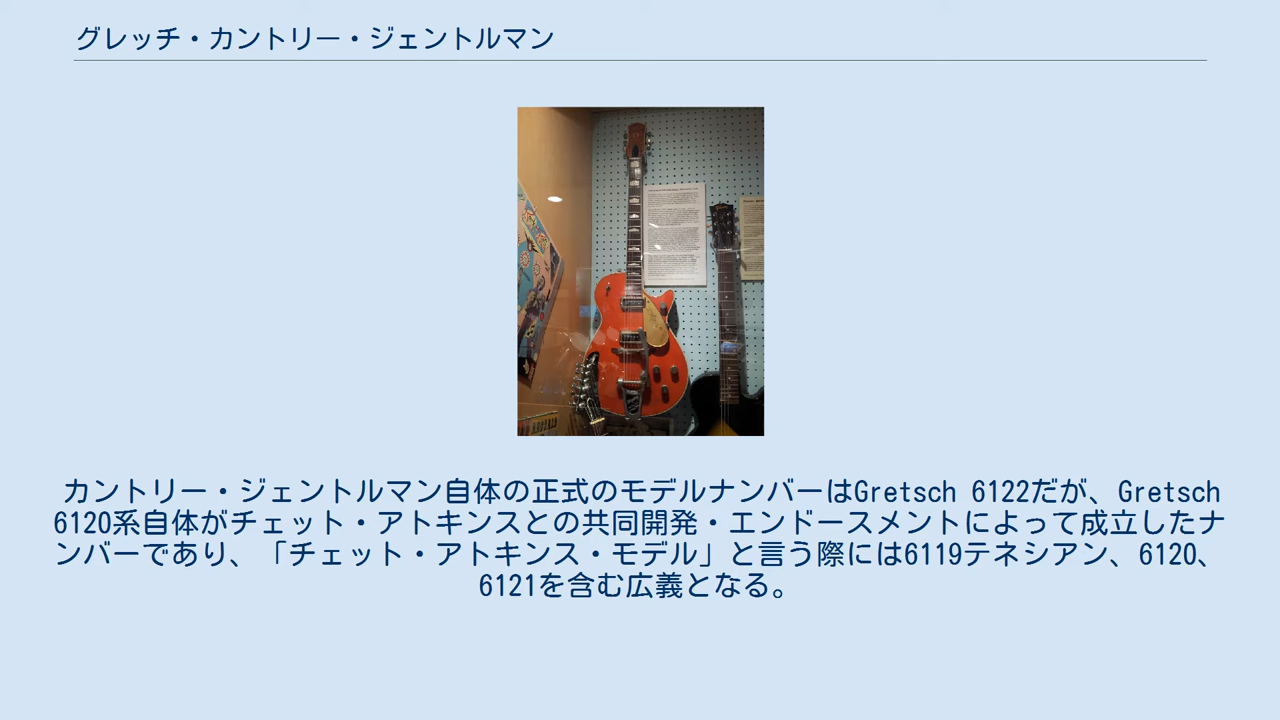 グレッチ・カントリー・ジェントルマン
カントリー・ジェントルマン自体の正式のモデルナンバーはGretsch 6122だが、Gretsch
6120系自体がチェット・アトキンスとの共同開発・エンドースメントによって成立したナ
ンバーであり、「チェット・アトキンス・モデル」と言う際には6119テネシアン、6120、
6121を含む広義となる。